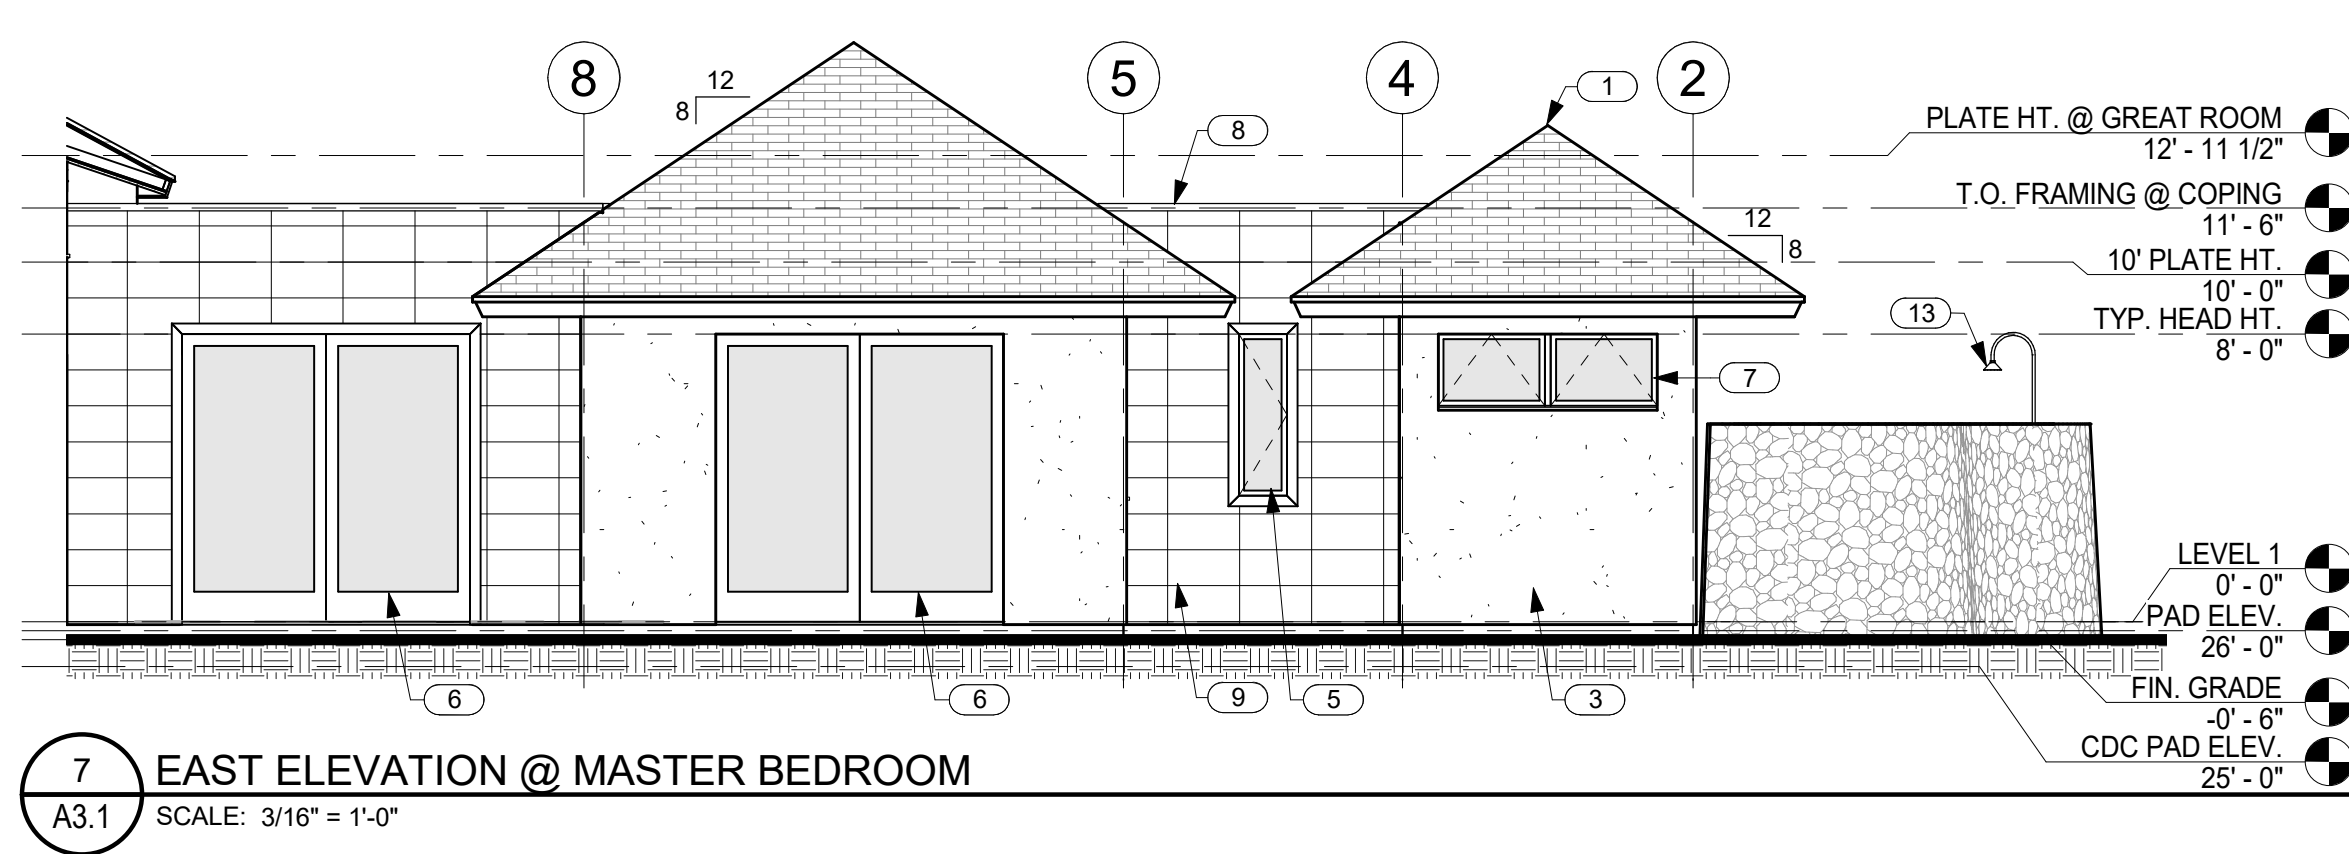 8
5
4
2
12
8
8
1
12
8
PLATE HT. @ GREAT ROOM
12' - 11 1/2"
T.O. FRAMING @ COPING
11' - 6"
10' PLATE HT.
10' - 0"
TYP. HEAD HT.
8' - 0"
13
7
LEVEL 1
0' - 0"
PAD ELEV.
26' - 0"
FIN. GRADE
-0' - 6"
CDC PAD ELEV.
25' - 0"
6
6
9
5
3
7
A3.1
EAST ELEVATION @ MASTER BEDROOM
SCALE: 3/16" = 1'-0"